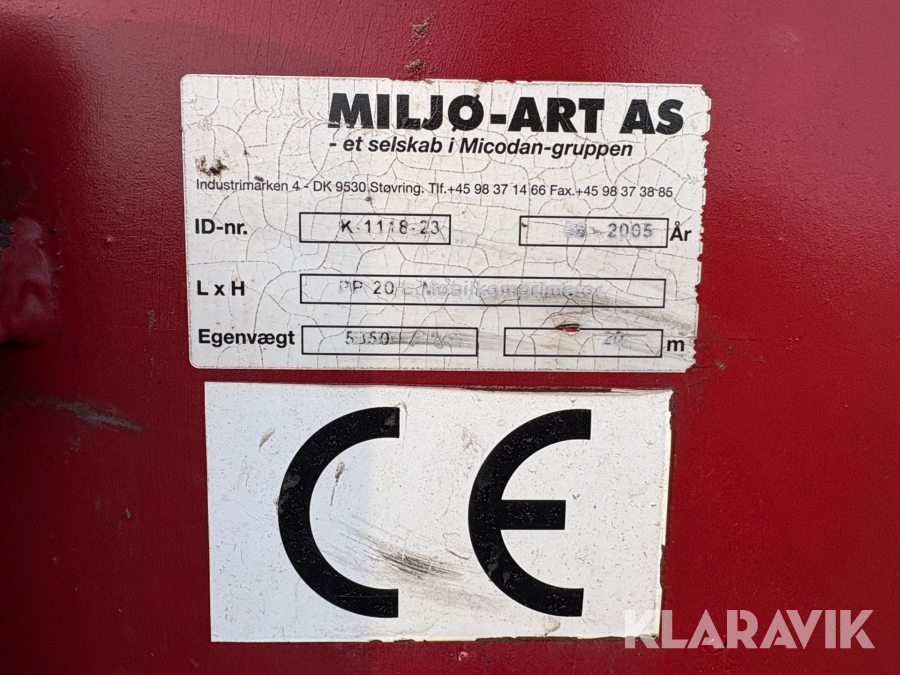 MILJØ-ART AS
- et selskab i Micodan-gruppen
Industrimarken 4 - DK 9530 Støvring. Tlf.+45 98 37 14 66 Fax.+45 98 37 38 85
ID-nr. K-1118-23 - 2005 År
L x H PP 20 Mobilkomprimator
Egenvægt 5350 m
CE
KLARAVIK